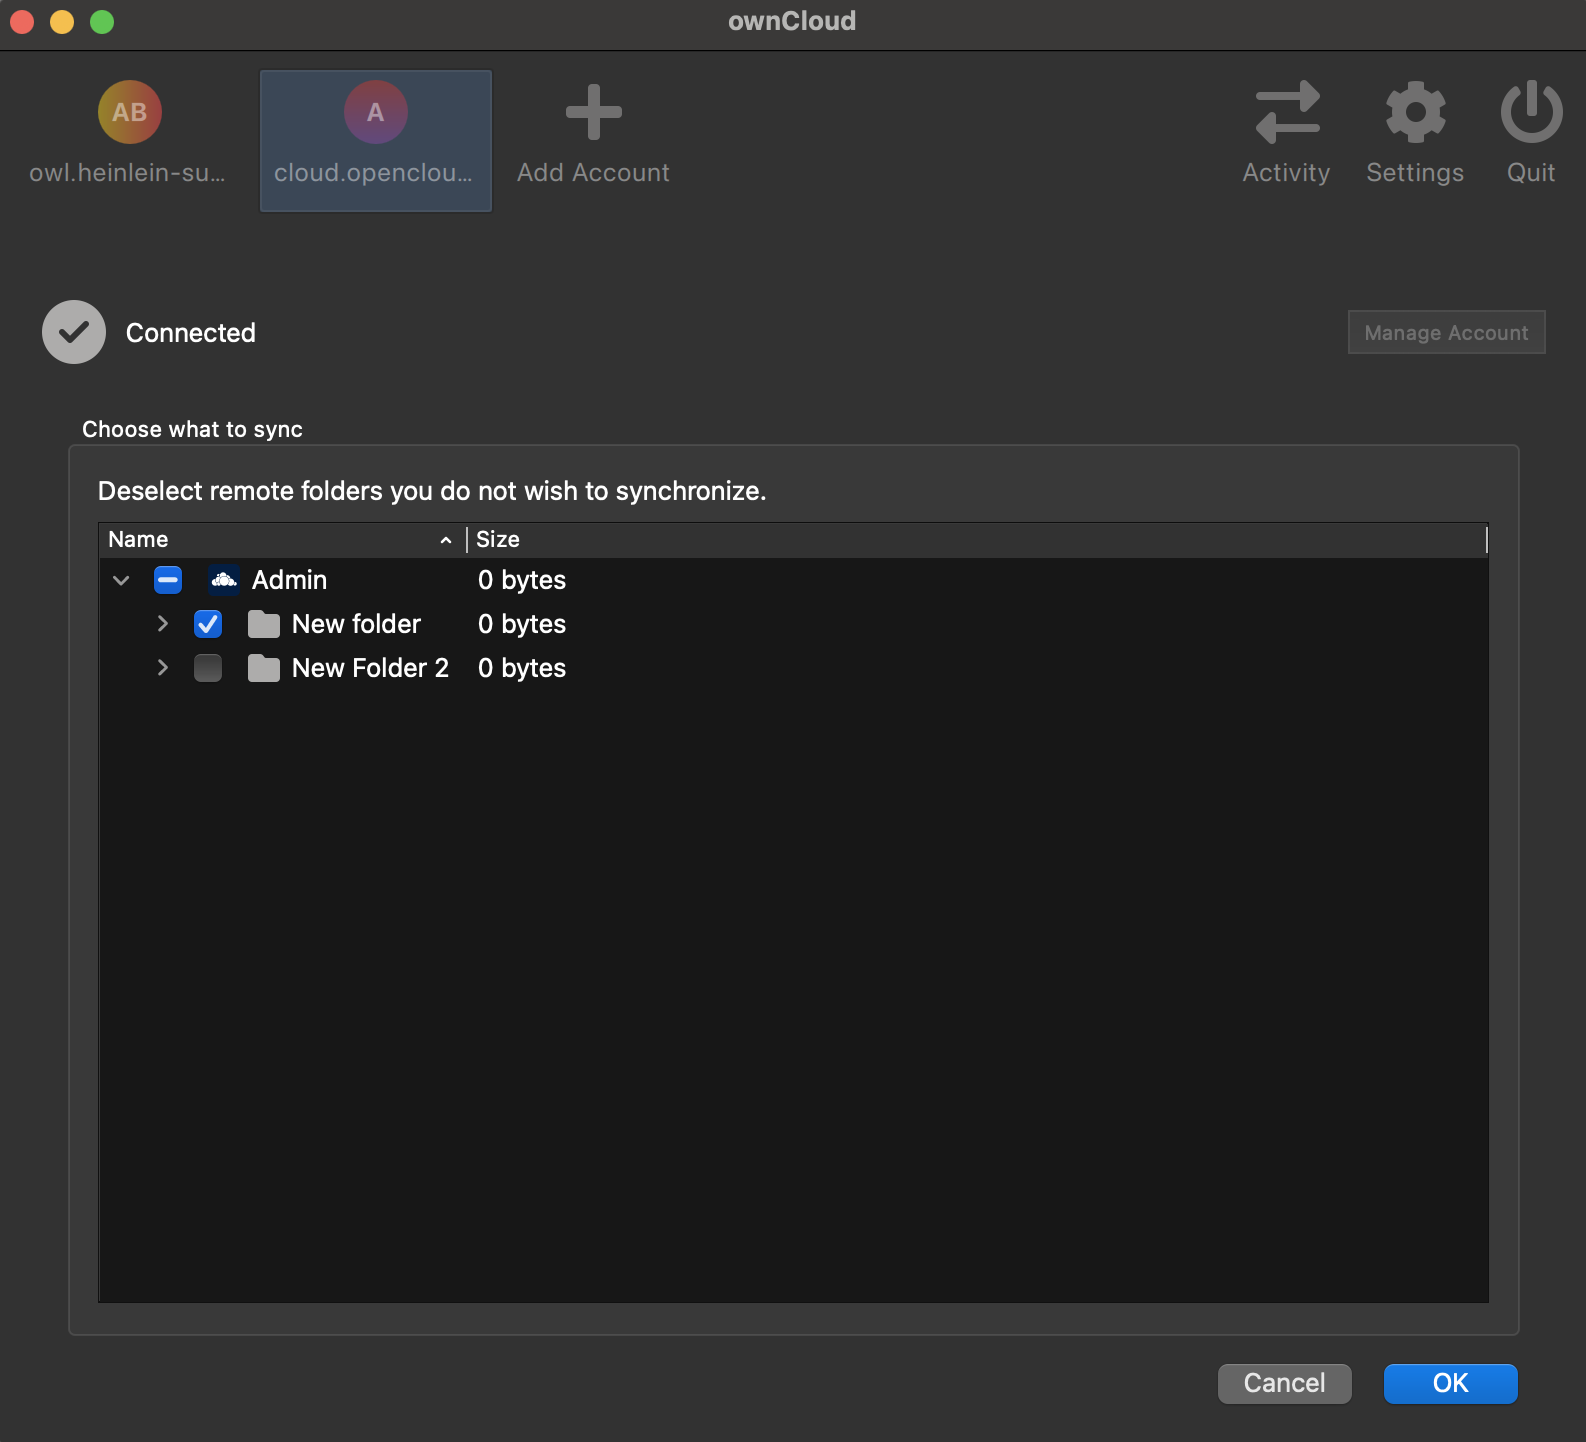 ownCloud
AB
A
owl.heinlein-su...
cloud.openclou...
Add Account
Activity
Settings
Quit
Connected
Manage Account
Choose what to sync
Deselect remote folders you do not wish to synchronize.
Name Size
Admin 0 bytes
New folder 0 bytes
New Folder 2 0 bytes
Cancel
OK